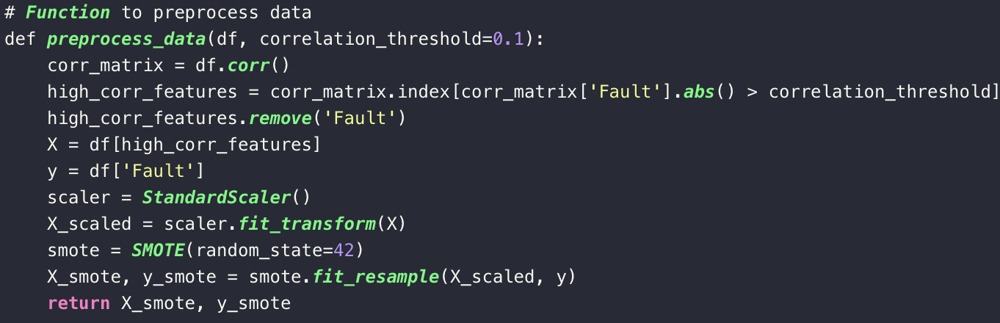 # Function to preprocess data
def preprocess_data(df, correlation_threshold=0.1):
    corr_matrix = df.corr()
    high_corr_features = corr_matrix.index[corr_matrix['Fault'].abs() > correlation_threshold]
    high_corr_features.remove('Fault')
    X = df[high_corr_features]
    y = df['Fault']
    scaler = StandardScaler()
    X_scaled = scaler.fit_transform(X)
    smote = SMOTE(random_state=42)
    X_smote, y_smote = smote.fit_resample(X_scaled, y)
    return X_smote, y_smote